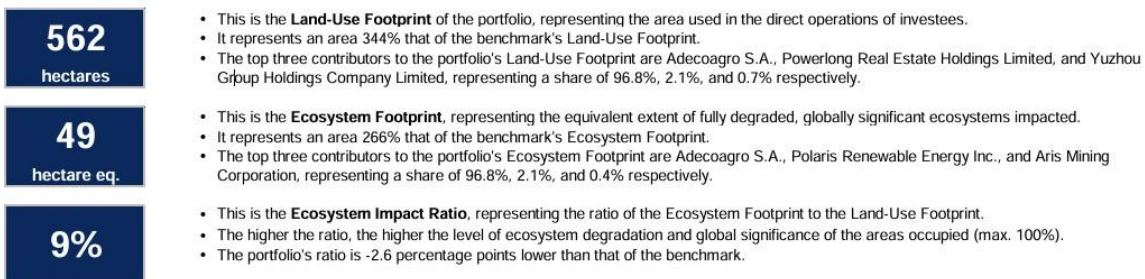 562
hectares
• This is the Land-Use Footprint of the portfolio, representing the area used in the direct operations of investees.
• It represents an area 344% that of the benchmark's Land-Use Footprint.
• The top three contributors to the portfolio's Land-Use Footprint are Adecoagro S.A., Powerlong Real Estate Holdings Limited, and Yuzhou
Group Holdings Company Limited, representing a share of 96.8%, 2.1%, and 0.7% respectively.
49
hectare eq.
• This is the Ecosystem Footprint, representing the equivalent extent of fully degraded, globally significant ecosystems impacted.
• It represents an area 266% that of the benchmark's Ecosystem Footprint.
• The top three contributors to the portfolio's Ecosystem Footprint are Adecoagro S.A., Polaris Renewable Energy Inc., and Aris Mining
Corporation, representing a share of 96.8%, 2.1%, and 0.4% respectively.
9%
• This is the Ecosystem Impact Ratio, representing the ratio of the Ecosystem Footprint to the Land-Use Footprint.
• The higher the ratio, the higher the level of ecosystem degradation and global significance of the areas occupied (max. 100%).
• The portfolio's ratio is -2.6 percentage points lower than that of the benchmark.